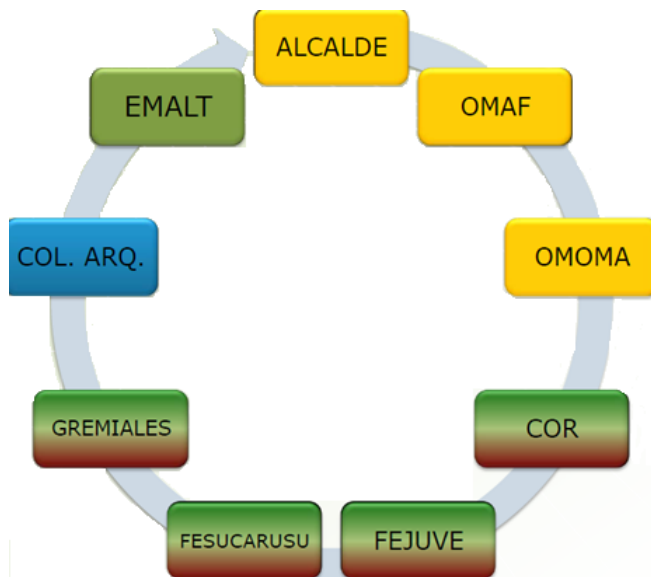 ALCALDE
OMAF
OMOMA
COR
FEJUVE
FESUCARUSU
GREMIALES
COL. ARQ.
EMALT